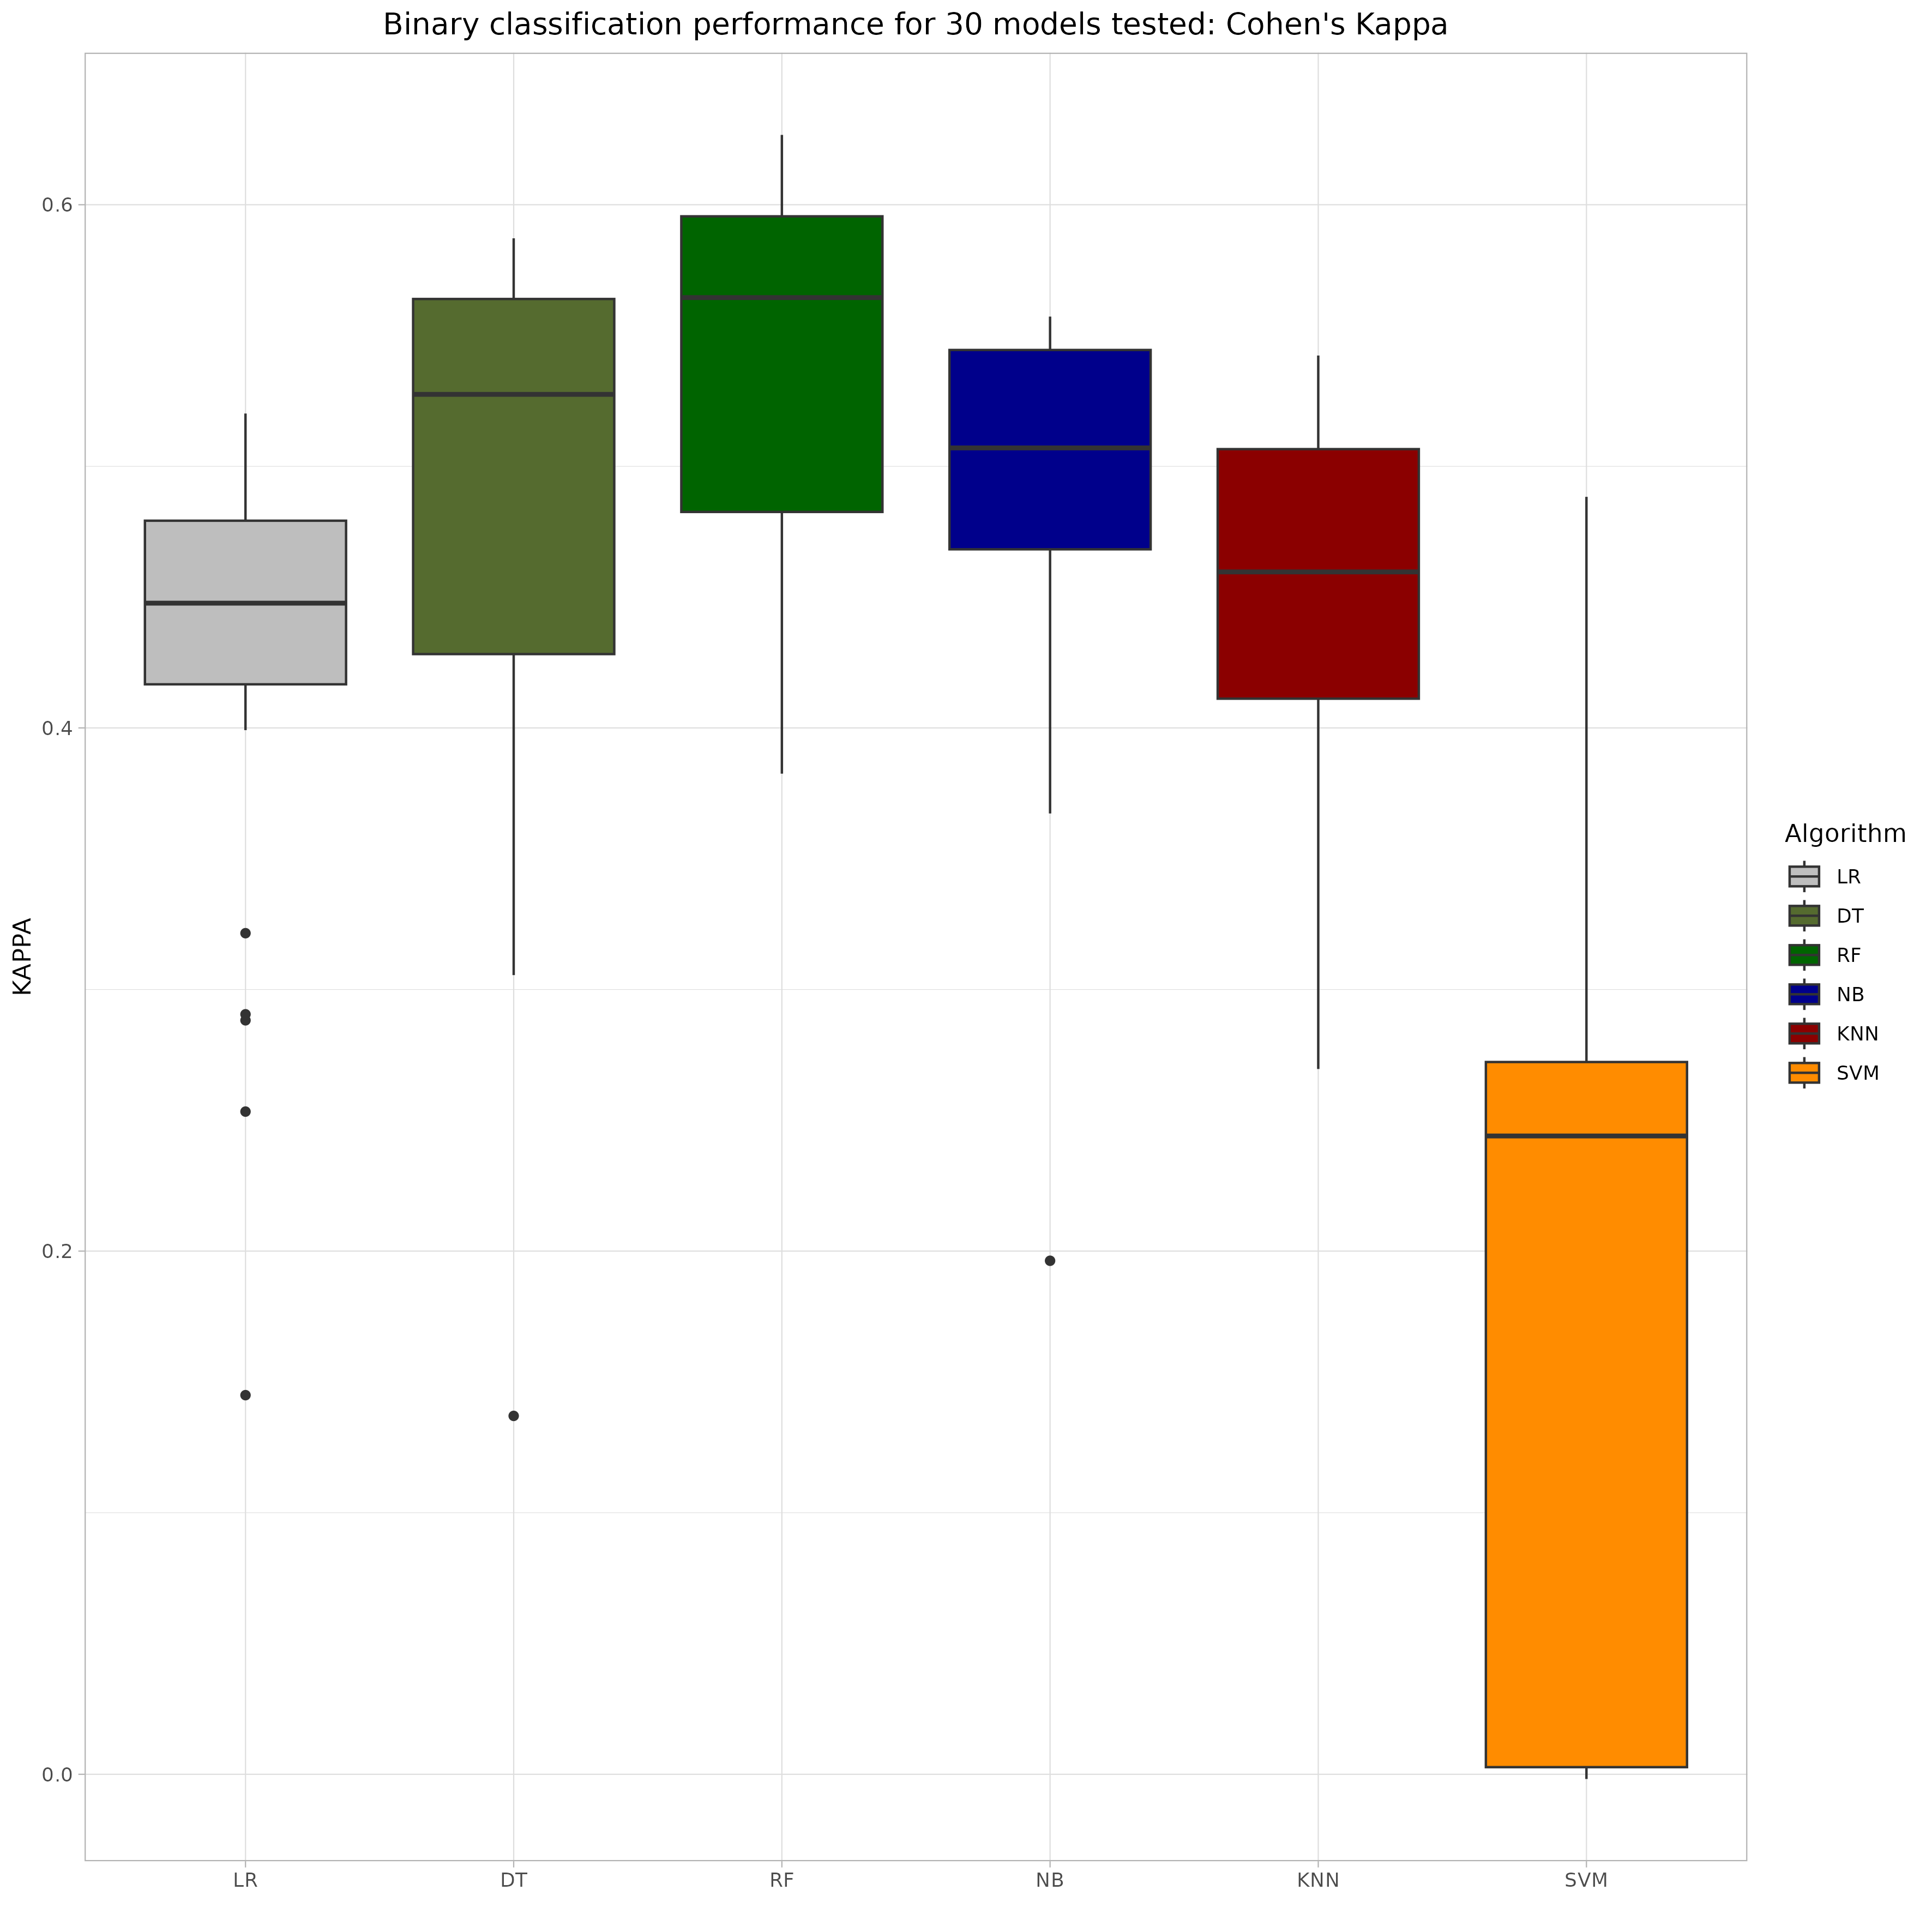 Binary classification performance for 30 models tested: Cohen's Kappa
KAPPA
0.6
0.4
0.2
0.0
LR DT RF NB KNN SVM
Algorithm
LR
DT
RF
NB
KNN
SVM